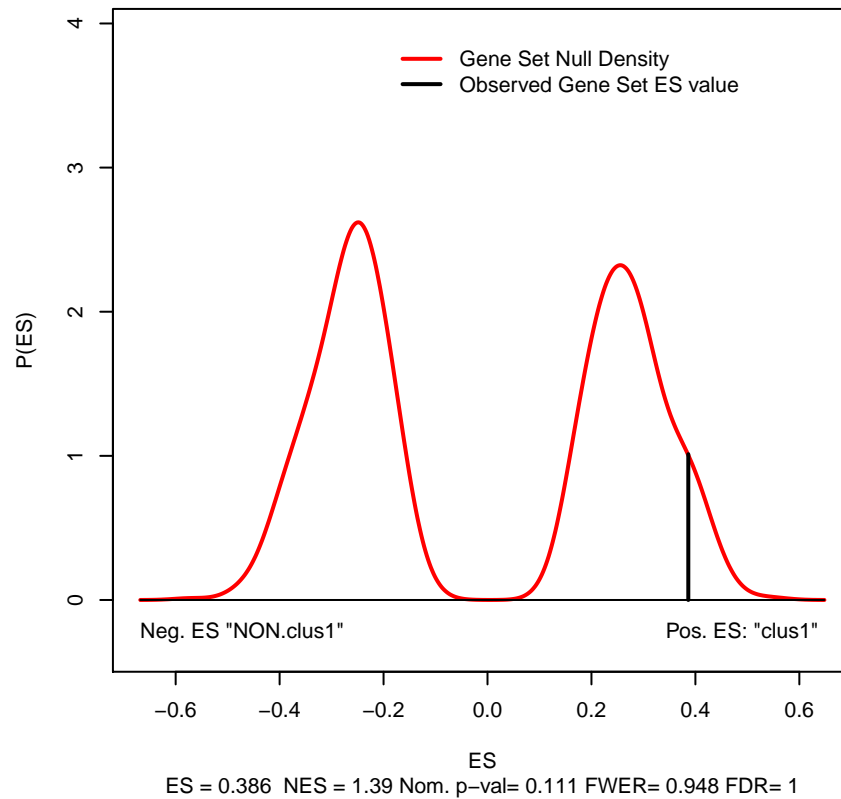 Gene Set Null Density
Observed Gene Set ES value
4
3
2
1
0
P(ES)
Neg. ES "NON.clus1" Pos. ES: "clus1"
−0.6 −0.4 −0.2 0.0 0.2 0.4 0.6
ES
ES = 0.386 NES = 1.39 Nom. p−val= 0.111 FWER= 0.948 FDR= 1